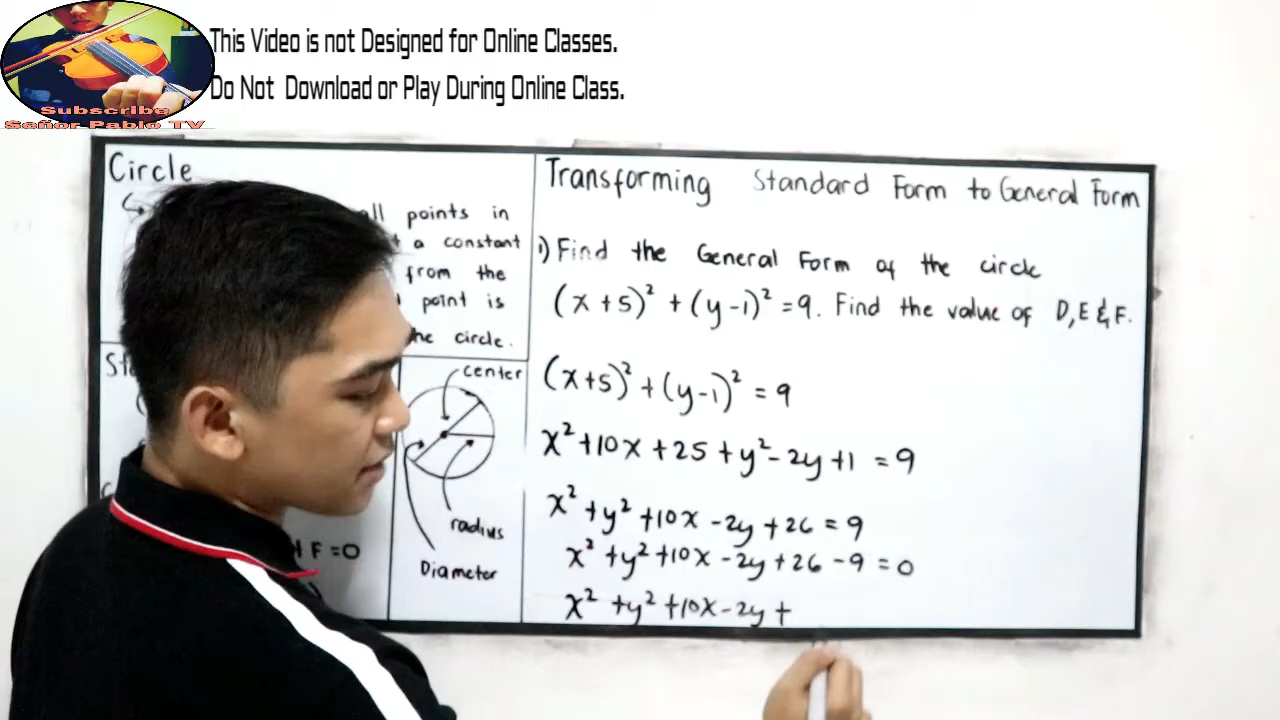 This Video is not Designed for Online Classes.
Do Not Download or Play During Online Class.
Subscribe
Señor Pablo TV
Circle
all points in
a constant
from the
point is
the circle.
center
radius
Diameter
F = 0
Transforming Standard Form to General Form
1) Find the General Form of the circle
(x+5)² + (y-1)² = 9. Find the value of D, E & F.
(x+5)² + (y-1)² = 9
x² + 10x + 25 + y² - 2y + 1 = 9
x² + y² + 10x - 2y + 26 = 9
x² + y² + 10x - 2y + 26 - 9 = 0
x² + y² + 10x - 2y +